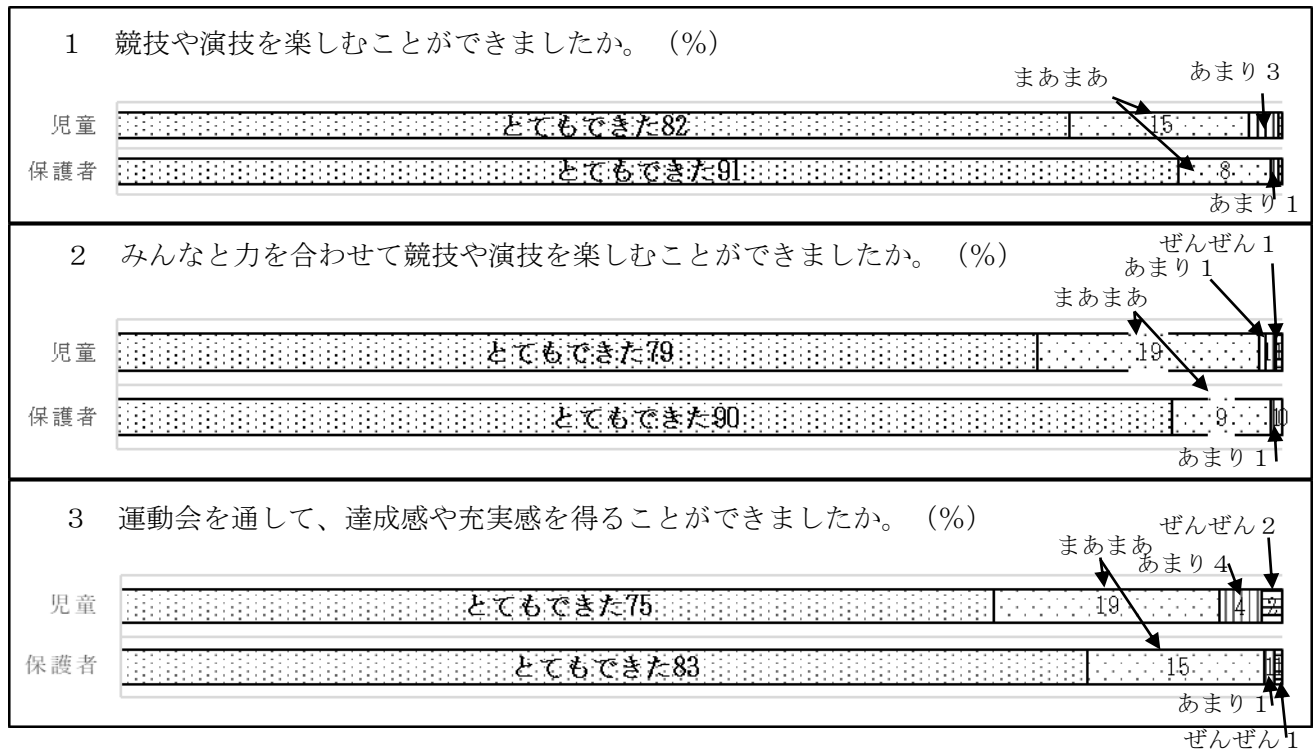 1 競技や演技を楽しむことができましたか。(%)
まあまあ
あまり3
児童
とてもできた82
15
保護者
とてもできた91
8
あまり1
2 みんなと力を合わせて競技や演技を楽しむことができましたか。(%)
ぜんぜん1
あまり1
まあまあ
児童
とてもできた79
19
1
保護者
とてもできた90
9
10
あまり1
3 運動会を通して、達成感や充実感を得ることができましたか。(%)
ぜんぜん2
まあまあ
あまり4
児童
とてもできた75
19
4
2
保護者
とてもできた83
15
1
1
あまり1
ぜんぜん1